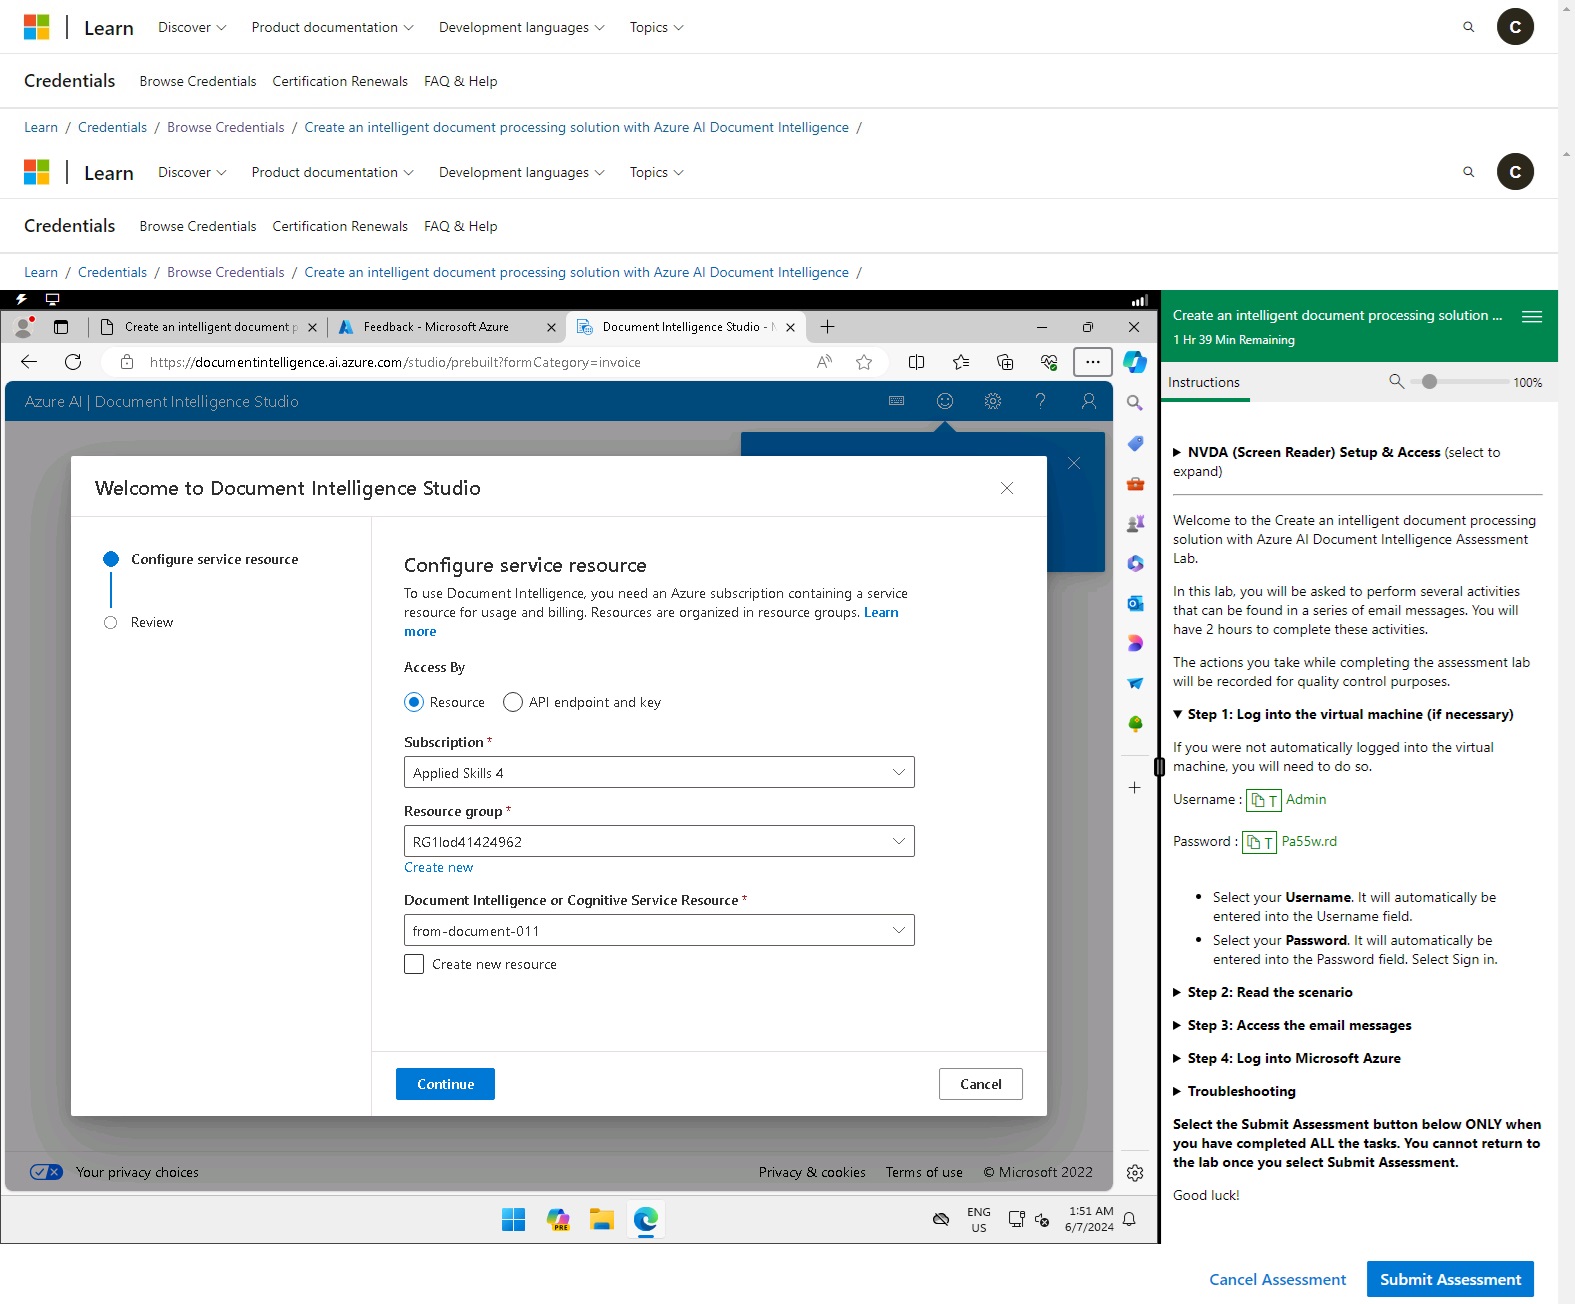 Learn Discover Product documentation Development languages Topics C
Credentials Browse Credentials Certification Renewals FAQ & Help
Learn / Credentials / Browse Credentials / Create an intelligent document processing solution with Azure AI Document Intelligence /
Learn Discover Product documentation Development languages Topics C
Credentials Browse Credentials Certification Renewals FAQ & Help
Learn / Credentials / Browse Credentials / Create an intelligent document processing solution with Azure AI Document Intelligence /
Create an intelligent document p Feedback - Microsoft Azure Document Intelligence Studio -
https://documentintelligence.ai.azure.com/studio/prebuilt?formCategory=invoice
Azure AI | Document Intelligence Studio
Welcome to Document Intelligence Studio
Configure service resource
Review
Configure service resource
To use Document Intelligence, you need an Azure subscription containing a service
resource for usage and billing. Resources are organized in resource groups. Learn
more
Access By
Resource API endpoint and key
Subscription *
Applied Skills 4
Resource group *
RG1lod41424962
Create new
Document Intelligence or Cognitive Service Resource *
from-document-011
Create new resource
Continue Cancel
Your privacy choices Privacy & cookies Terms of use © Microsoft 2022
PRE
ENG
US
1:51 AM
6/7/2024
Create an intelligent document processing solution ...
1 Hr 39 Min Remaining
Instructions 100%
NVDA (Screen Reader) Setup & Access (select to
expand)
Welcome to the Create an intelligent document processing
solution with Azure AI Document Intelligence Assessment
Lab.
In this lab, you will be asked to perform several activities
that can be found in a series of email messages. You will
have 2 hours to complete these activities.
The actions you take while completing the assessment lab
will be recorded for quality control purposes.
Step 1: Log into the virtual machine (if necessary)
If you were not automatically logged into the virtual
machine, you will need to do so.
Username : T Admin
Password : T Pa55w.rd
• Select your Username. It will automatically be
entered into the Username field.
• Select your Password. It will automatically be
entered into the Password field. Select Sign in.
Step 2: Read the scenario
Step 3: Access the email messages
Step 4: Log into Microsoft Azure
Troubleshooting
Select the Submit Assessment button below ONLY when
you have completed ALL the tasks. You cannot return to
the lab once you select Submit Assessment.
Good luck!
Cancel Assessment Submit Assessment